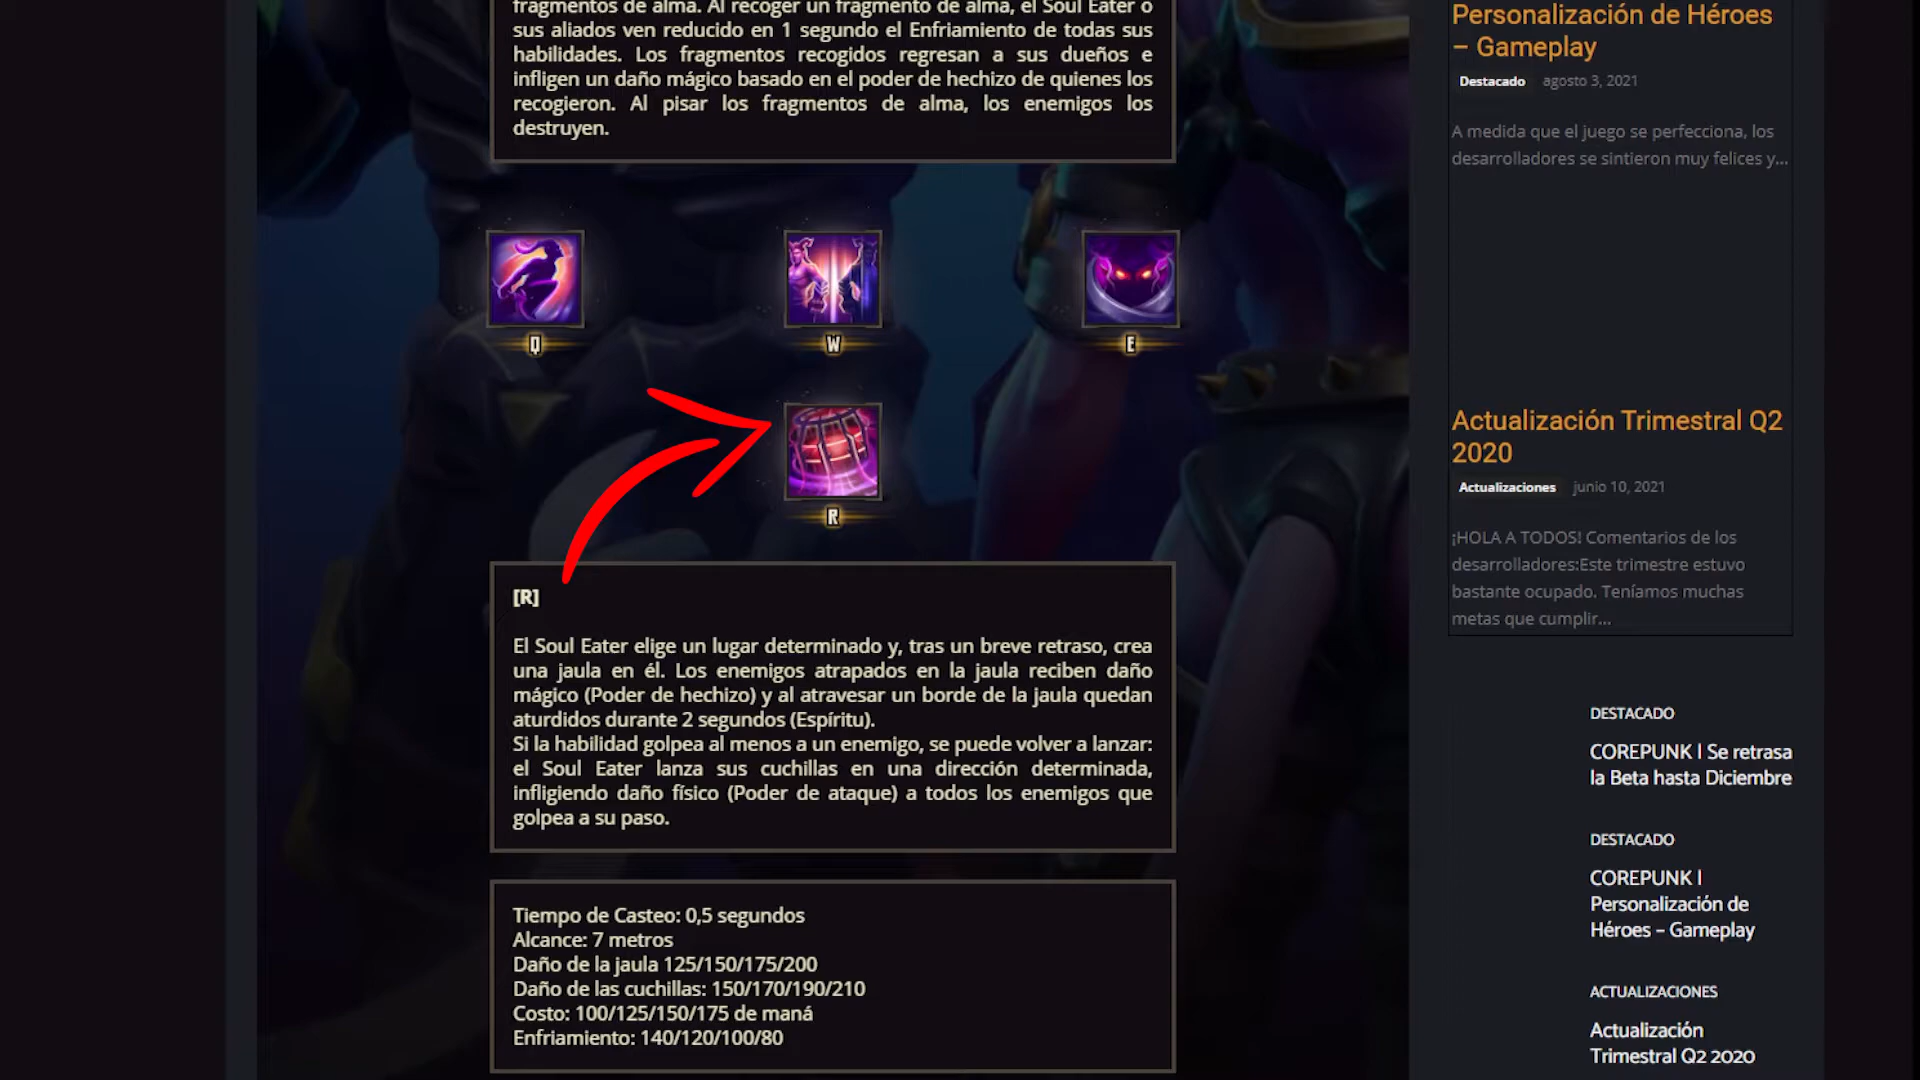 fragmentos de alma. Al recoger un fragmento de alma, el Soul Eater o
sus aliados ven reducido en 1 segundo el Enfriamiento de todas sus
habilidades. Los fragmentos recogidos regresan a sus dueños e
infligen un daño mágico basado en el poder de hechizo de quienes los
recogieron. Al pisar los fragmentos de alma, los enemigos los
destruyen.
Q
W
E
R
[R]
El Soul Eater elige un lugar determinado y, tras un breve retraso, crea
una jaula en él. Los enemigos atrapados en la jaula reciben daño
mágico (Poder de hechizo) y al atravesar un borde de la jaula quedan
aturdidos durante 2 segundos (Espíritu).
Si la habilidad golpea al menos a un enemigo, se puede volver a lanzar:
el Soul Eater lanza sus cuchillas en una dirección determinada,
infligiendo daño físico (Poder de ataque) a todos los enemigos que
golpea a su paso.
Tiempo de Casteo: 0,5 segundos
Alcance: 7 metros
Daño de la jaula 125/150/175/200
Daño de las cuchillas: 150/170/190/210
Costo: 100/125/150/175 de maná
Enfriamiento: 140/120/100/80
Personalización de Héroes
– Gameplay
Destacado agosto 3, 2021
A medida que el juego se perfecciona, los
desarrolladores se sintieron muy felices y...
Actualización Trimestral Q2
2020
Actualizaciones junio 10, 2021
¡HOLA A TODOS! Comentarios de los
desarrolladores:Este trimestre estuvo
bastante ocupado. Teníamos muchas
metas que cumplir...
DESTACADO
COREPUNK | Se retrasa
la Beta hasta Diciembre
DESTACADO
COREPUNK |
Personalización de
Héroes – Gameplay
ACTUALIZACIONES
Actualización
Trimestral Q2 2020